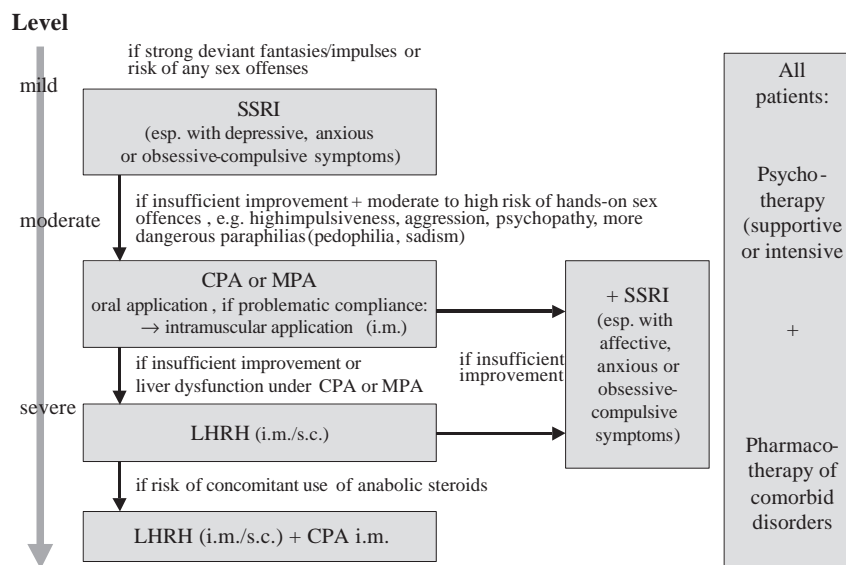 Level
mild
if strong deviant fantasies/impulses or
risk of any sex offenses
SSRI
(esp. with depressive, anxious
or obsessive-compulsive symptoms)
moderate
if insufficient improvement + moderate to high risk of hands-on sex
offences , e.g. highimpulsiveness, aggression, psychopathy, more
dangerous paraphilias (pedophilia, sadism)
CPA or MPA
oral application , if problematic compliance:
→ intramuscular application (i.m.)
if insufficient improvement or
liver dysfunction under CPA or MPA
severe
LHRH (i.m./s.c.)
if risk of concomitant use of anabolic steroids
LHRH (i.m./s.c.) + CPA i.m.
if insufficient
improvement
+ SSRI
(esp. with
affective,
anxious or
obsessive-
compulsive
symptoms)
All
patients:
Psycho-
therapy
(supportive
or intensive
+
Pharmaco-
therapy of
comorbid
disorders